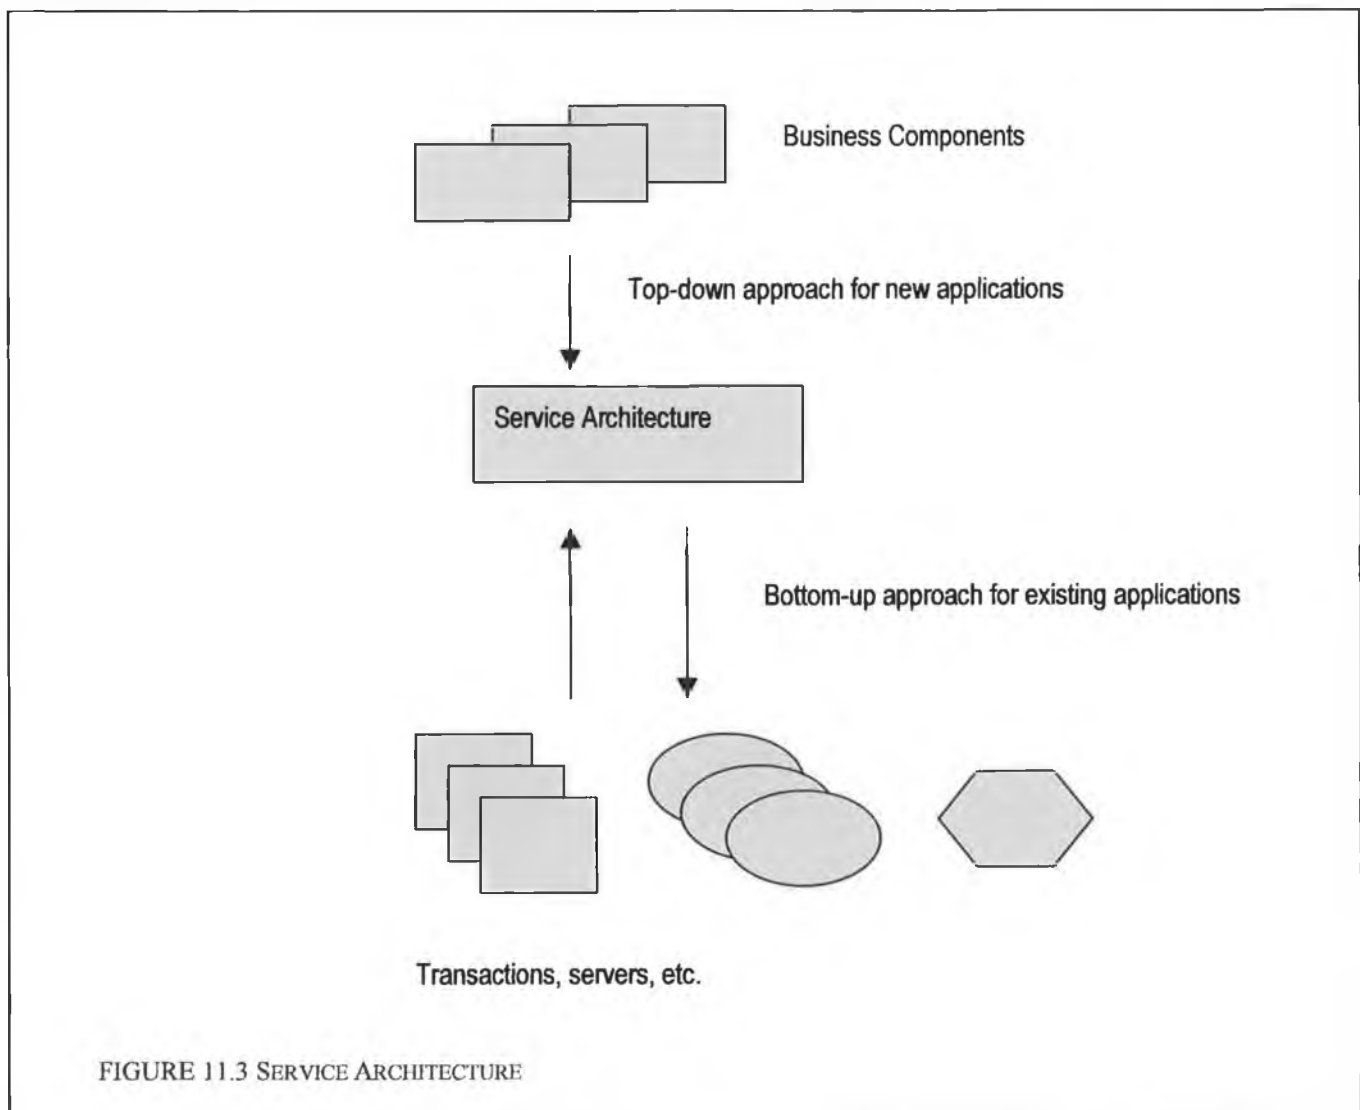 Business Components
Top-down approach for new applications
Service Architecture
Bottom-up approach for existing applications
Transactions, servers, etc.
FIGURE 11.3 SERVICE ARCHITECTURE